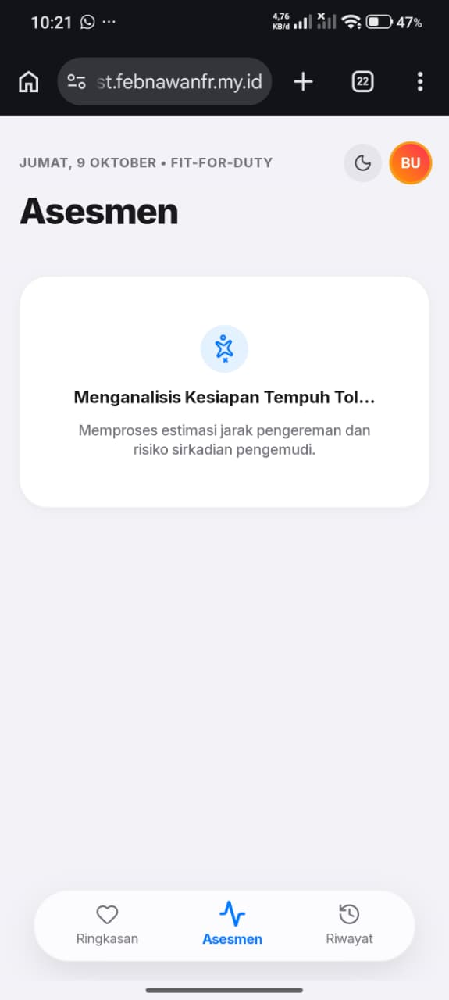 10:21
4,76
KB/d
47%
st.febnawanfr.my.id
22
JUMAT, 9 OKTOBER • FIT-FOR-DUTY
BU
Asesmen
Menganalisis Kesiapan Tempuh Tol...
Memproses estimasi jarak pengereman dan
risiko sirkadian pengemudi.
Ringkasan
Asesmen
Riwayat